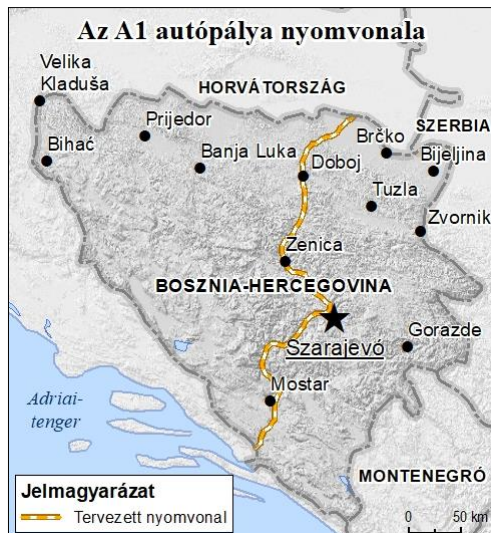 Az A1 autópálya nyomvonala
Velika
Kladuša
HORVÁTORSZÁG
Prijedor
Brčko
SZERBIA
Bihać
Banja Luka
Doboj
Bijeljina
Tuzla
Zvornik
Zenica
BOSZNIA-HERCEGOVINA
Szarajevó
Gorazde
Adriai-
tenger
Mostar
MONTENEGRÓ
Jelmagyarázat
Tervezett nyomvonal
0 50 km